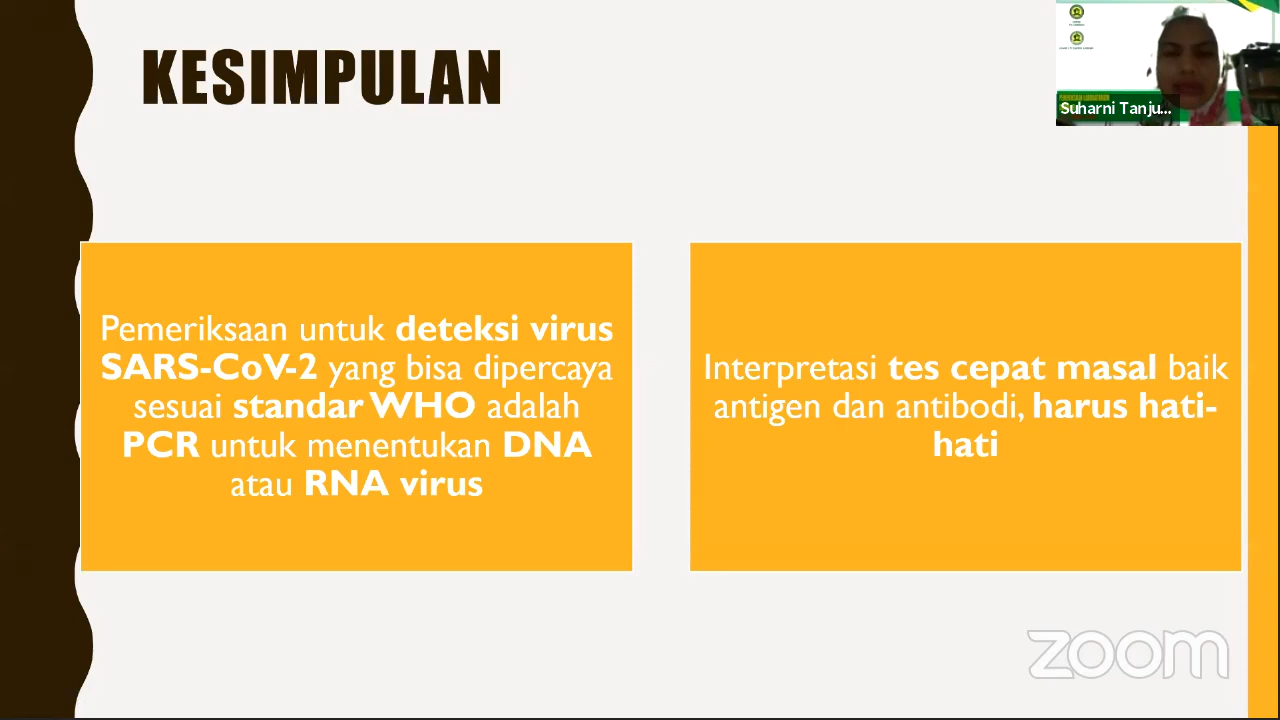 KESIMPULAN
Suharni Tanju...
Pemeriksaan untuk deteksi virus
SARS-CoV-2 yang bisa dipercaya
sesuai standar WHO adalah
PCR untuk menentukan DNA
atau RNA virus
Interpretasi tes cepat masal baik
antigen dan antibodi, harus hati-
hati
zoom